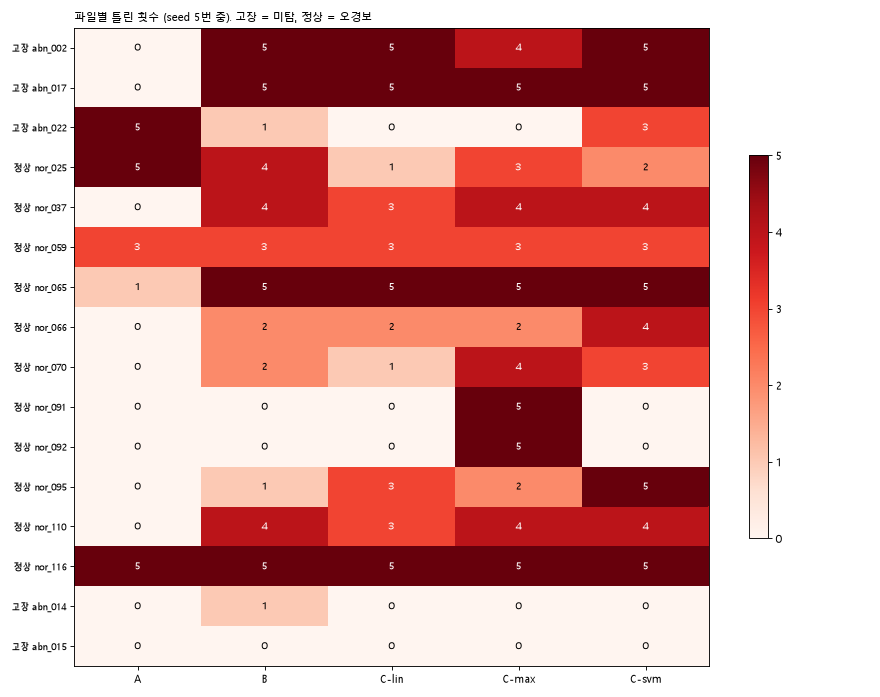 파일별 틀린 횟수 (seed 5번 중). 고장 = 미탐, 정상 = 오경보
고장 abn_002 0 5 5 4 5
고장 abn_017 0 5 5 5 5
고장 abn_022 5 1 0 0 3
정상 nor_025 5 4 1 3 2
정상 nor_037 0 4 3 4 4
정상 nor_059 3 3 3 3 3
정상 nor_065 1 5 5 5 5
정상 nor_066 0 2 2 2 4
정상 nor_070 0 2 1 4 3
정상 nor_091 0 0 0 5 0
정상 nor_092 0 0 0 5 0
정상 nor_095 0 1 3 2 5
정상 nor_110 0 4 3 4 4
정상 nor_116 5 5 5 5 5
고장 abn_014 0 1 0 0 0
고장 abn_015 0 0 0 0 0
A B C-lin C-max C-svm
5
4
3
2
1
0